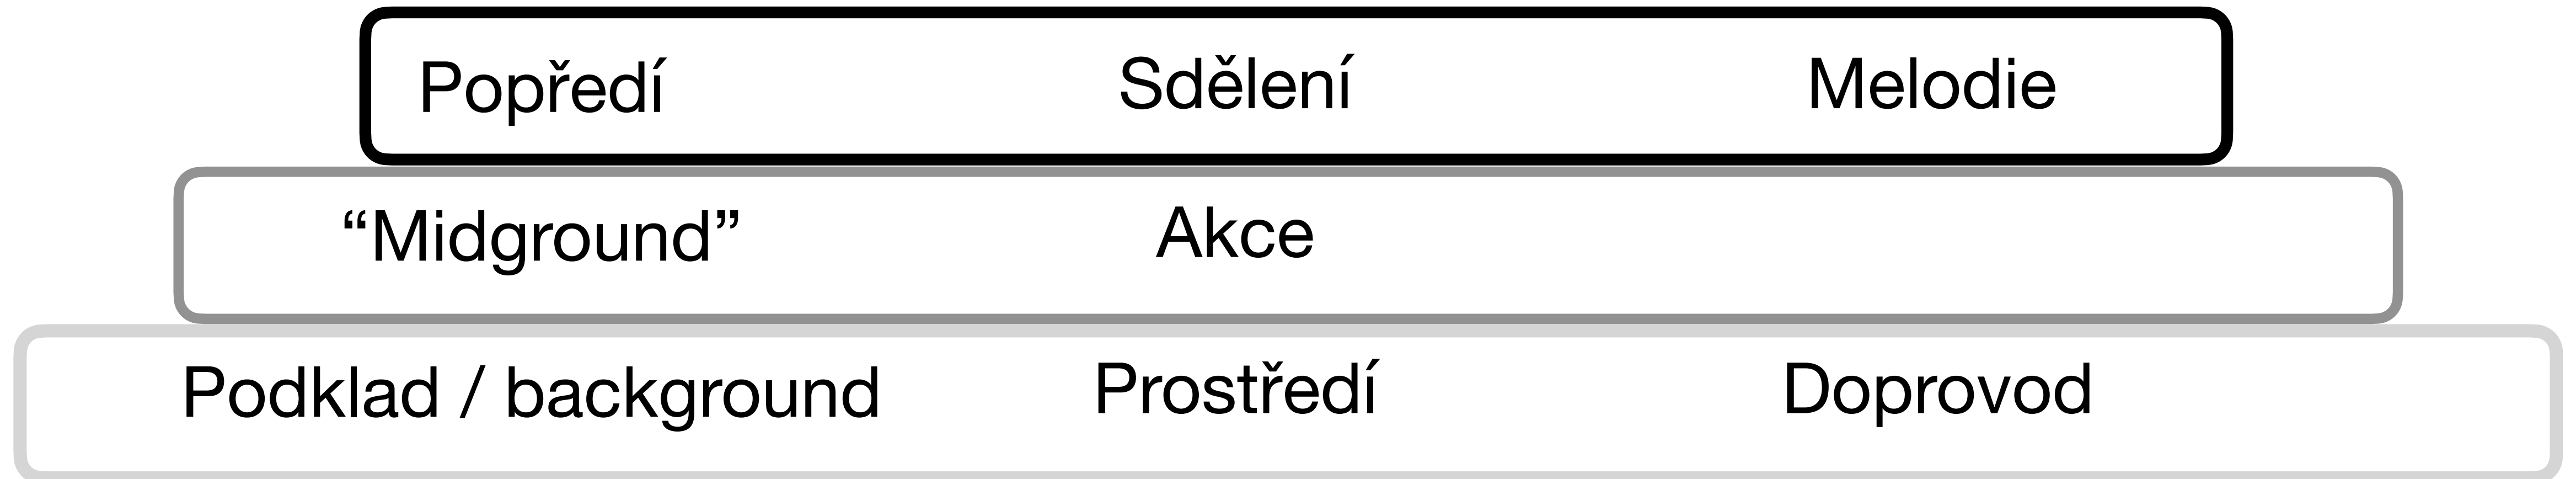 Popředí Sdělení Melodie
“Midground” Akce
Podklad / background Prostředí Doprovod